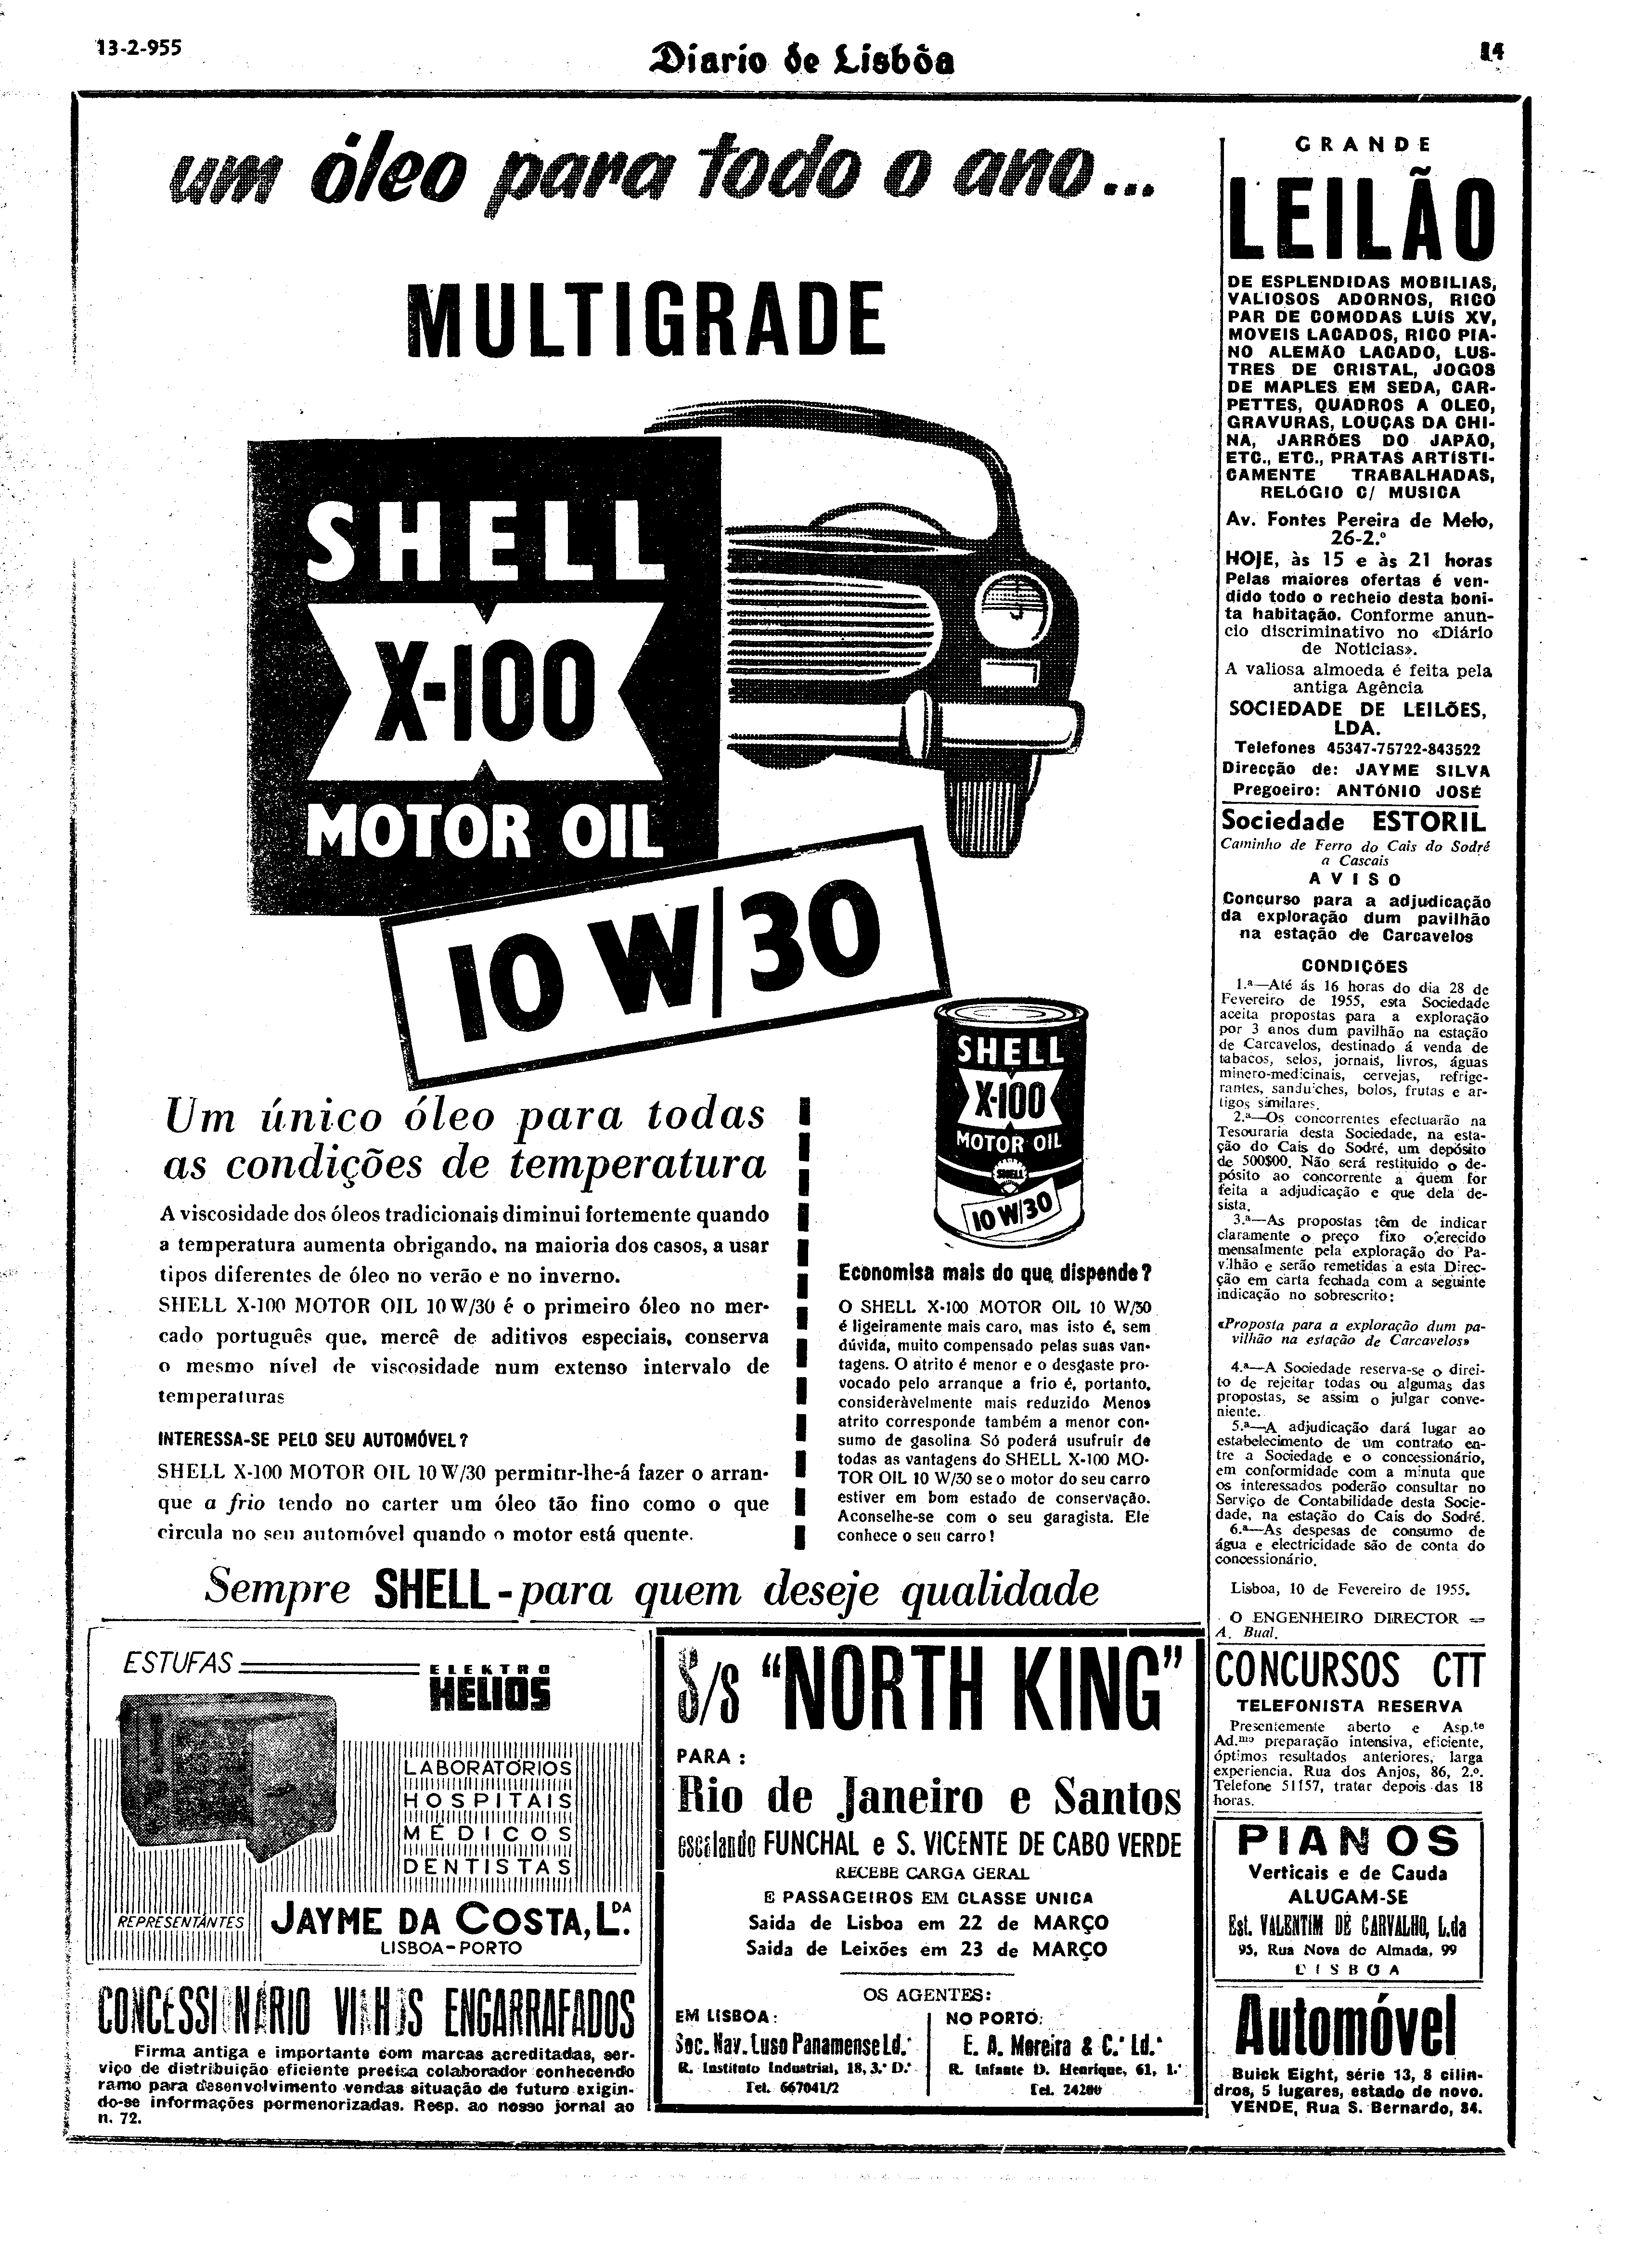 13-2-955
Diario de Lisbôa
14
um óleo para todo o ano...
MULTIGRADE
SHELL
X-100
MOTOR OIL
10 W/30
SHELL
X-100
MOTOR OIL
SHELL
10 W/30
Um único óleo para todas
as condições de temperatura
A viscosidade dos óleos tradicionais diminui fortemente quando
a temperatura aumenta obrigando, na maioria dos casos, a usar
tipos diferentes de óleo no verão e no inverno.
SHELL X-100 MOTOR OIL 10 W/30 é o primeiro óleo no mer-
cado português que, mercê de aditivos especiais, conserva
o mesmo nível de viscosidade num extenso intervalo de
temperaturas
INTERESSA-SE PELO SEU AUTOMÓVEL?
SHELL X-100 MOTOR OIL 10 W/30 permitir-lhe-á fazer o arran-
que a frio tendo no carter um óleo tão fino como o que
circula no seu automóvel quando o motor está quente.
Economisa mais do que dispende?
O SHELL X-100 MOTOR OIL 10 W/30
é ligeiramente mais caro, mas isto é, sem
dúvida, muito compensado pelas suas van-
tagens. O atrito é menor e o desgaste pro-
vocado pelo arranque a frio é, portanto,
consideràvelmente mais reduzido Menos
atrito corresponde também a menor con-
sumo de gasolina Só poderá usufruir de
todas as vantagens do SHELL X-100 MO-
TOR OIL 10 W/30 se o motor do seu carro
estiver em bom estado de conservação.
Aconselhe-se com o seu garagista. Ele
conhece o seu carro!
Sempre SHELL - para quem deseje qualidade
ESTUFAS
ELEKTRO
HELIOS
LABORATÓRIOS
HOSPITAIS
MÉDICOS
DENTISTAS
REPRESENTANTES
JAYME DA COSTA, L.DA
LISBOA-PORTO
CONCESSIONÁRIO VINHOS ENGARRAFADOS
Firma antiga e importante com marcas acreditadas, ser-
viço de distribuição eficiente precisa colaborador conhecendo
ramo para desenvolvimento vendas situação de futuro exigin-
do-se informações pormenorizadas. Resp. ao nosso jornal ao
n. 72.
S/S "NORTH KING"
PARA:
Rio de Janeiro e Santos
escalando FUNCHAL e S. VICENTE DE CABO VERDE
RECEBE CARGA GERAL
E PASSAGEIROS EM CLASSE UNICA
Saida de Lisboa em 22 de MARÇO
Saida de Leixões em 23 de MARÇO
OS AGENTES:
EM LISBOA:
Soc. Nav. Luso Panamense Ld.ª
R. Instituto Industrial, 18, 3.º D.º
Tel. 667041/2
NO PORTO:
E. A. Moreira & C.ª Ld.ª
R. Infante D. Henrique, 61, 1.º
Tel. 24200
GRANDE
LEILÃO
DE ESPLENDIDAS MOBILIAS,
VALIOSOS ADORNOS, RICO
PAR DE COMODAS LUÍS XV,
MOVEIS LACADOS, RICO PIA-
NO ALEMÃO LACADO, LUS-
TRES DE CRISTAL, JOGOS
DE MAPLES EM SEDA, CAR-
PETTES, QUADROS A OLEO,
GRAVURAS, LOUÇAS DA CHI-
NA, JARRÕES DO JAPÃO,
ETC., ETC., PRATAS ARTISTI-
CAMENTE TRABALHADAS,
RELÓGIO C/ MUSICA
Av. Fontes Pereira de Melo,
26-2.º
HOJE, às 15 e às 21 horas
Pelas maiores ofertas é ven-
dido todo o recheio desta boni-
ta habitação. Conforme anun-
cio discriminativo no «Diário
de Noticias».
A valiosa almoeda é feita pela
antiga Agência
SOCIEDADE DE LEILÕES,
LDA.
Telefones 45347-75722-843522
Direcção de: JAYME SILVA
Pregoeiro: ANTÓNIO JOSÉ
Sociedade ESTORIL
Caminho de Ferro do Cais do Sodré
a Cascais
AVISO
Concurso para a adjudicação
da exploração dum pavilhão
na estação de Carcavelos
CONDIÇÕES
1.ª—Até ás 16 horas do dia 28 de
Fevereiro de 1955, esta Sociedade
aceita propostas para a exploração
por 3 anos dum pavilhão na estação
de Carcavelos, destinado á venda de
tabacos, selos, jornais, livros, águas
minero-medicinais, cervejas, refrige-
rantes, sanduiches, bolos, frutas e ar-
tigos similares.
2.ª—Os concorrentes efectuarão na
Tesouraria desta Sociedade, na esta-
ção do Cais do Sodré, um depósito
de 500$00. Não será restituido o de-
pósito ao concorrente a quem for
feita a adjudicação e que dela de-
sista.
3.ª—As propostas têm de indicar
claramente o preço fixo oferecido
mensalmente pela exploração do Pa-
vilhão e serão remetidas a esta Direc-
ção em carta fechada com a seguinte
indicação no sobrescrito:
«Proposta para a exploração dum pa-
vilhão na estação de Carcavelos»
4.ª—A Sociedade reserva-se o direi-
to de rejeitar todas ou algumas das
propostas, se assim o julgar conve-
niente.
5.ª—A adjudicação dará lugar ao
estabelecimento de um contrato en-
tre a Sociedade e o concessionário,
em conformidade com a minuta que
os interessados poderão consultar no
Serviço de Contabilidade desta Socie-
dade, na estação do Cais do Sodré.
6.ª—As despesas de consumo de
água e electricidade são de conta do
concessionário.
Lisboa, 10 de Fevereiro de 1955.
O ENGENHEIRO DIRECTOR —
A. Bual.
CONCURSOS CTT
TELEFONISTA RESERVA
Presentemente aberto e Asp.te
Ad.mo preparação intensiva, eficiente,
óptimos resultados anteriores, larga
experiencia. Rua dos Anjos, 86, 2.º.
Telefone 51157, tratar depois das 18
horas.
PIANOS
Verticais e de Cauda
ALUGAM-SE
Est. VALENTIM DE CARVALHO, L.da
95, Rua Nova do Almada, 99
LISBOA
Automóvel
Buick Eight, série 13, 8 cilin-
dros, 5 lugares, estado de novo.
VENDE, Rua S. Bernardo, 84.